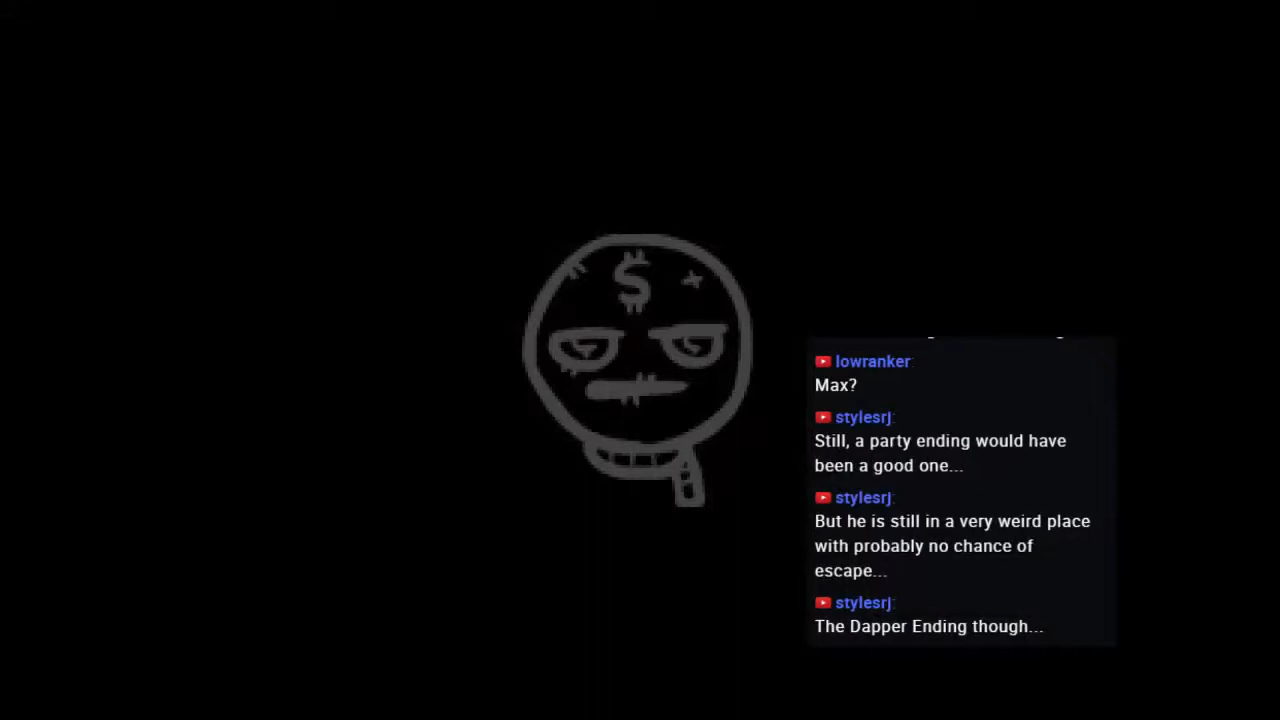 $
lowranker:
Max?
stylesrj:
Still, a party ending would have
been a good one...
stylesrj:
But he is still in a very weird place
with probably no chance of
escape...
stylesrj:
The Dapper Ending though...